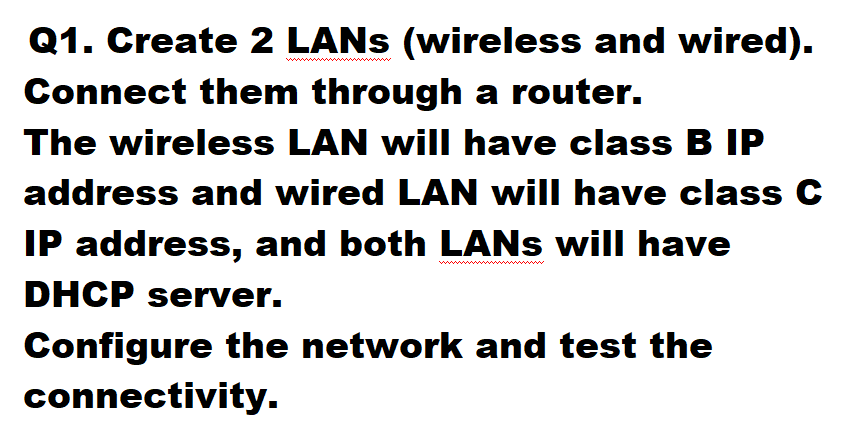 Q1. Create 2 LANs (wireless and wired).
Connect them through a router.
The wireless LAN will have class B IP
address and wired LAN will have class C
IP address, and both LANs will have
DHCP server.
Configure the network and test the
connectivity.